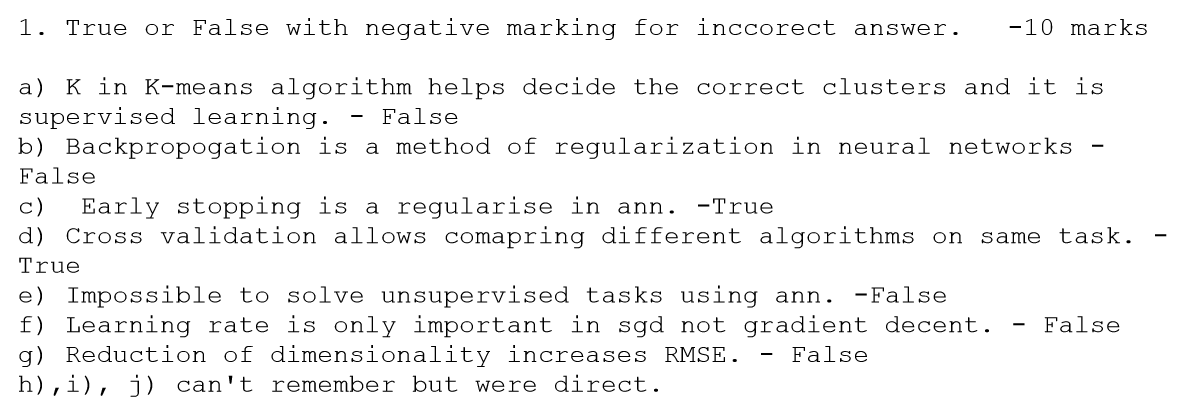 1. True or False with negative marking for inccorect answer.   -10 marks
a) K in K-means algorithm helps decide the correct clusters and it is
supervised learning. - False
b) Backpropogation is a method of regularization in neural networks -
False
c)  Early stopping is a regularise in ann. -True
d) Cross validation allows comapring different algorithms on same task. -
True
e) Impossible to solve unsupervised tasks using ann. -False
f) Learning rate is only important in sgd not gradient decent. - False
g) Reduction of dimensionality increases RMSE. - False
h),i), j) can't remember but were direct.